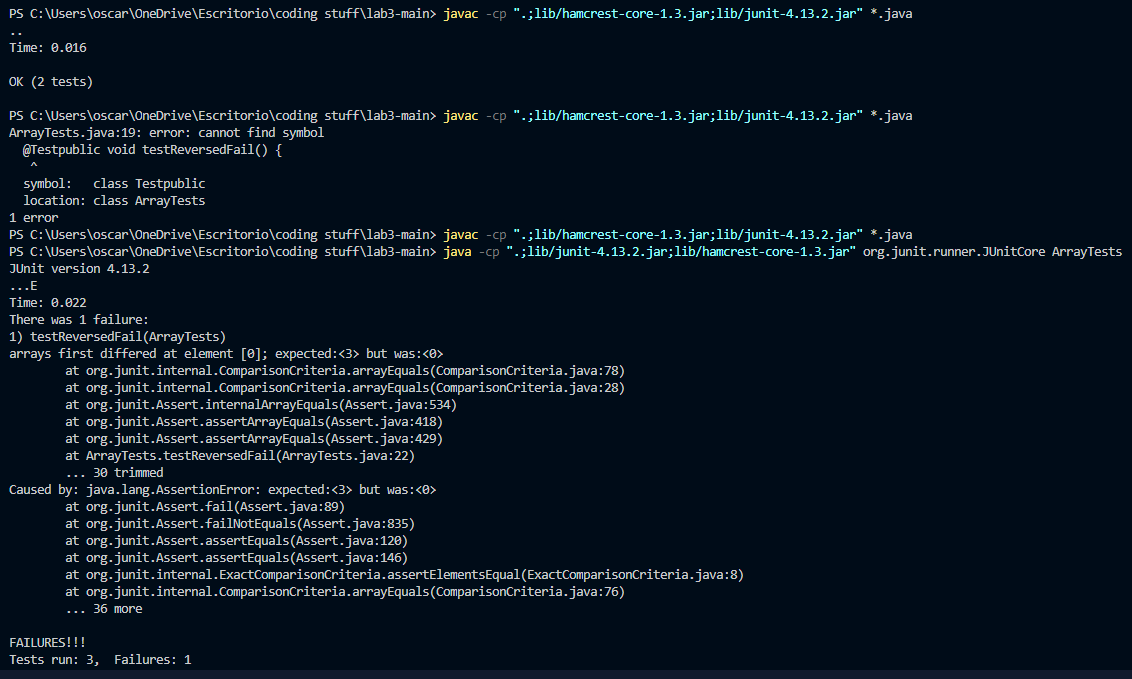 PS C:\Users\oscar\OneDrive\Escritorio\coding stuff\lab3-main> javac -cp ".;lib/hamcrest-core-1.3.jar;lib/junit-4.13.2.jar" *.java
..
Time: 0.016
OK (2 tests)
PS C:\Users\oscar\OneDrive\Escritorio\coding stuff\lab3-main> javac -cp ".;lib/hamcrest-core-1.3.jar;lib/junit-4.13.2.jar" *.java
ArrayTests.java:19: error: cannot find symbol
  @Testpublic void testReversedFail() {
   ^
  symbol:   class Testpublic
  location: class ArrayTests
1 error
PS C:\Users\oscar\OneDrive\Escritorio\coding stuff\lab3-main> javac -cp ".;lib/hamcrest-core-1.3.jar;lib/junit-4.13.2.jar" *.java
PS C:\Users\oscar\OneDrive\Escritorio\coding stuff\lab3-main> java -cp ".;lib/junit-4.13.2.jar;lib/hamcrest-core-1.3.jar" org.junit.runner.JUnitCore ArrayTests
JUnit version 4.13.2
...E
Time: 0.022
There was 1 failure:
1) testReversedFail(ArrayTests)
arrays first differed at element [0]; expected:<3> but was:<0>
        at org.junit.internal.ComparisonCriteria.arrayEquals(ComparisonCriteria.java:78)
        at org.junit.internal.ComparisonCriteria.arrayEquals(ComparisonCriteria.java:28)
        at org.junit.Assert.internalArrayEquals(Assert.java:534)
        at org.junit.Assert.assertArrayEquals(Assert.java:418)
        at org.junit.Assert.assertArrayEquals(Assert.java:429)
        at ArrayTests.testReversedFail(ArrayTests.java:22)
        ... 30 trimmed
Caused by: java.lang.AssertionError: expected:<3> but was:<0>
        at org.junit.Assert.fail(Assert.java:89)
        at org.junit.Assert.failNotEquals(Assert.java:835)
        at org.junit.Assert.assertEquals(Assert.java:120)
        at org.junit.Assert.assertEquals(Assert.java:146)
        at org.junit.internal.ExactComparisonCriteria.assertElementsEqual(ExactComparisonCriteria.java:8)
        at org.junit.internal.ComparisonCriteria.arrayEquals(ComparisonCriteria.java:76)
        ... 36 more
FAILURES!!!
Tests run: 3,  Failures: 1